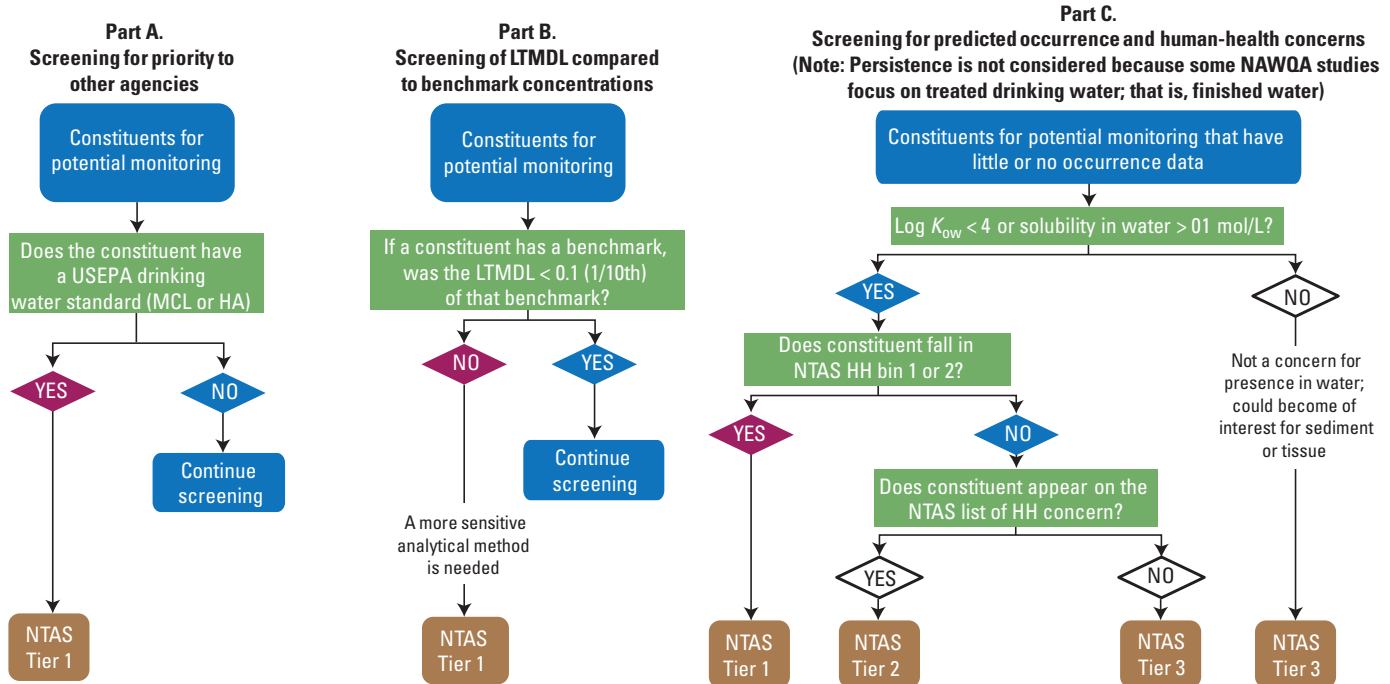 Part A.
Screening for priority to
other agencies
Constituents for
potential monitoring
Does the constituent have
a USEPA drinking
water standard (MCL or HA)
YES
NO
Continue
screening
NTAS
Tier 1
Part B.
Screening of LTMDL compared
to benchmark concentrations
Constituents for
potential monitoring
If a constituent has a benchmark,
was the LTMDL < 0.1 (1/10th)
of that benchmark?
NO
YES
Continue
screening
A more sensitive
analytical method
is needed
NTAS
Tier 1
Part C.
Screening for predicted occurrence and human-health concerns
(Note: Persistence is not considered because some NAWQA studies
focus on treated drinking water; that is, finished water)
Constituents for potential monitoring that have
little or no occurrence data
Log Kow < 4 or solubility in water > 01 mol/L?
YES
NO
Does constituent fall in
NTAS HH bin 1 or 2?
Not a concern for
presence in water;
could become of
interest for sediment
or tissue
YES
NO
Does constituent appear on the
NTAS list of HH concern?
YES
NO
NTAS
Tier 1
NTAS
Tier 2
NTAS
Tier 3
NTAS
Tier 3